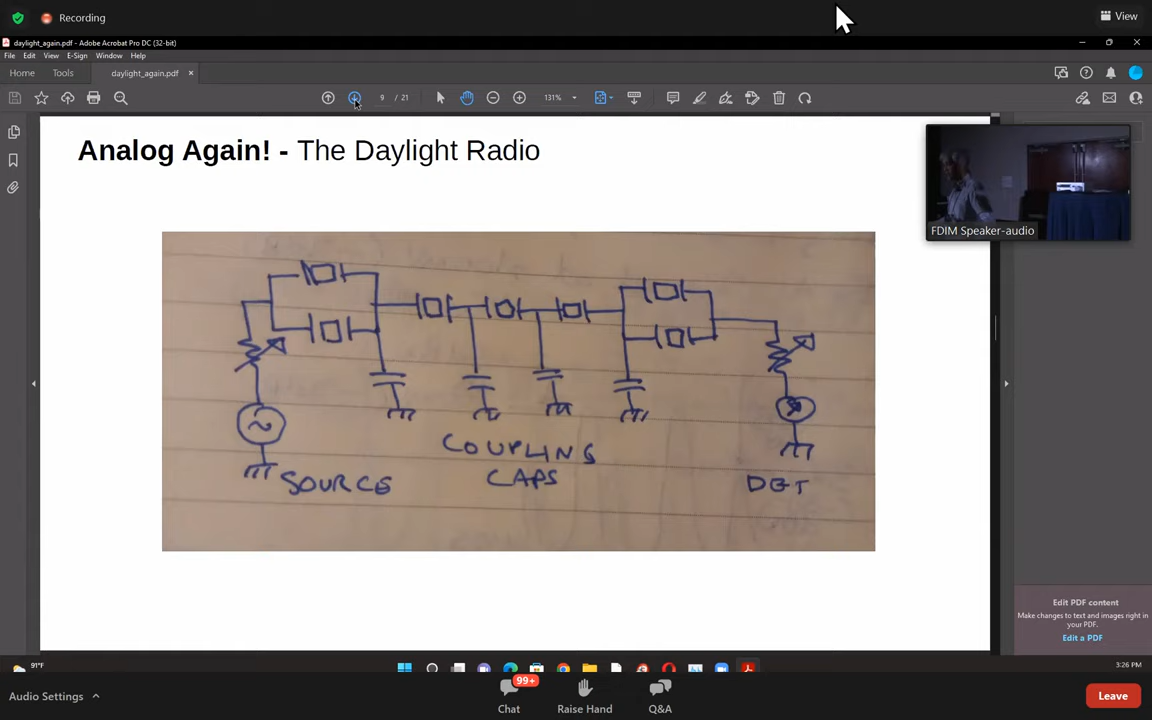 Recording
View
daylight_again.pdf - Adobe Acrobat Pro DC (32-bit)
File Edit View E-Sign Window Help
Home Tools daylight_again.pdf ×
9 / 21 131%
Analog Again! - The Daylight Radio
FDIM Speaker-audio
COUPLING
CAPS
SOURCE
DET
Edit PDF content
Make changes to text and images right in
your PDF.
Edit a PDF
91°F
3:26 PM
Audio Settings
99+
Chat
Raise Hand
Q&A
Leave